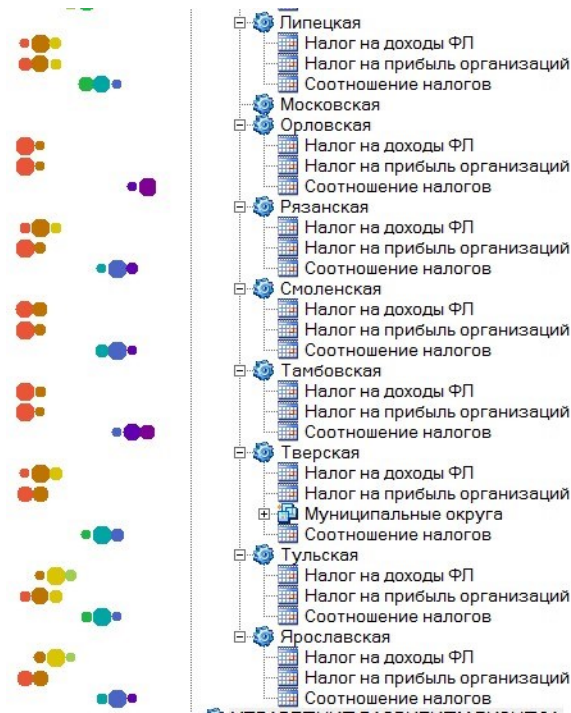 Липецкая
Налог на доходы ФЛ
Налог на прибыль организаций
Соотношение налогов
Московская
Орловская
Налог на доходы ФЛ
Налог на прибыль организаций
Соотношение налогов
Рязанская
Налог на доходы ФЛ
Налог на прибыль организаций
Соотношение налогов
Смоленская
Налог на доходы ФЛ
Налог на прибыль организаций
Соотношение налогов
Тамбовская
Налог на доходы ФЛ
Налог на прибыль организаций
Соотношение налогов
Тверская
Налог на доходы ФЛ
Налог на прибыль организаций
Муниципальные округа
Соотношение налогов
Тульская
Налог на доходы ФЛ
Налог на прибыль организаций
Соотношение налогов
Ярославская
Налог на доходы ФЛ
Налог на прибыль организаций
Соотношение налогов